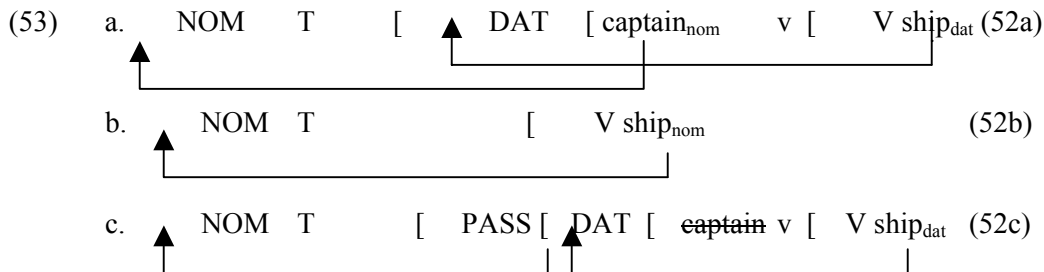 (53) a. NOM T [ DAT [ captainnom v [ V shipdat (52a)
b. NOM T [ V shipnom (52b)
c. NOM T [ PASS [ DAT [ captain v [ V shipdat (52c)